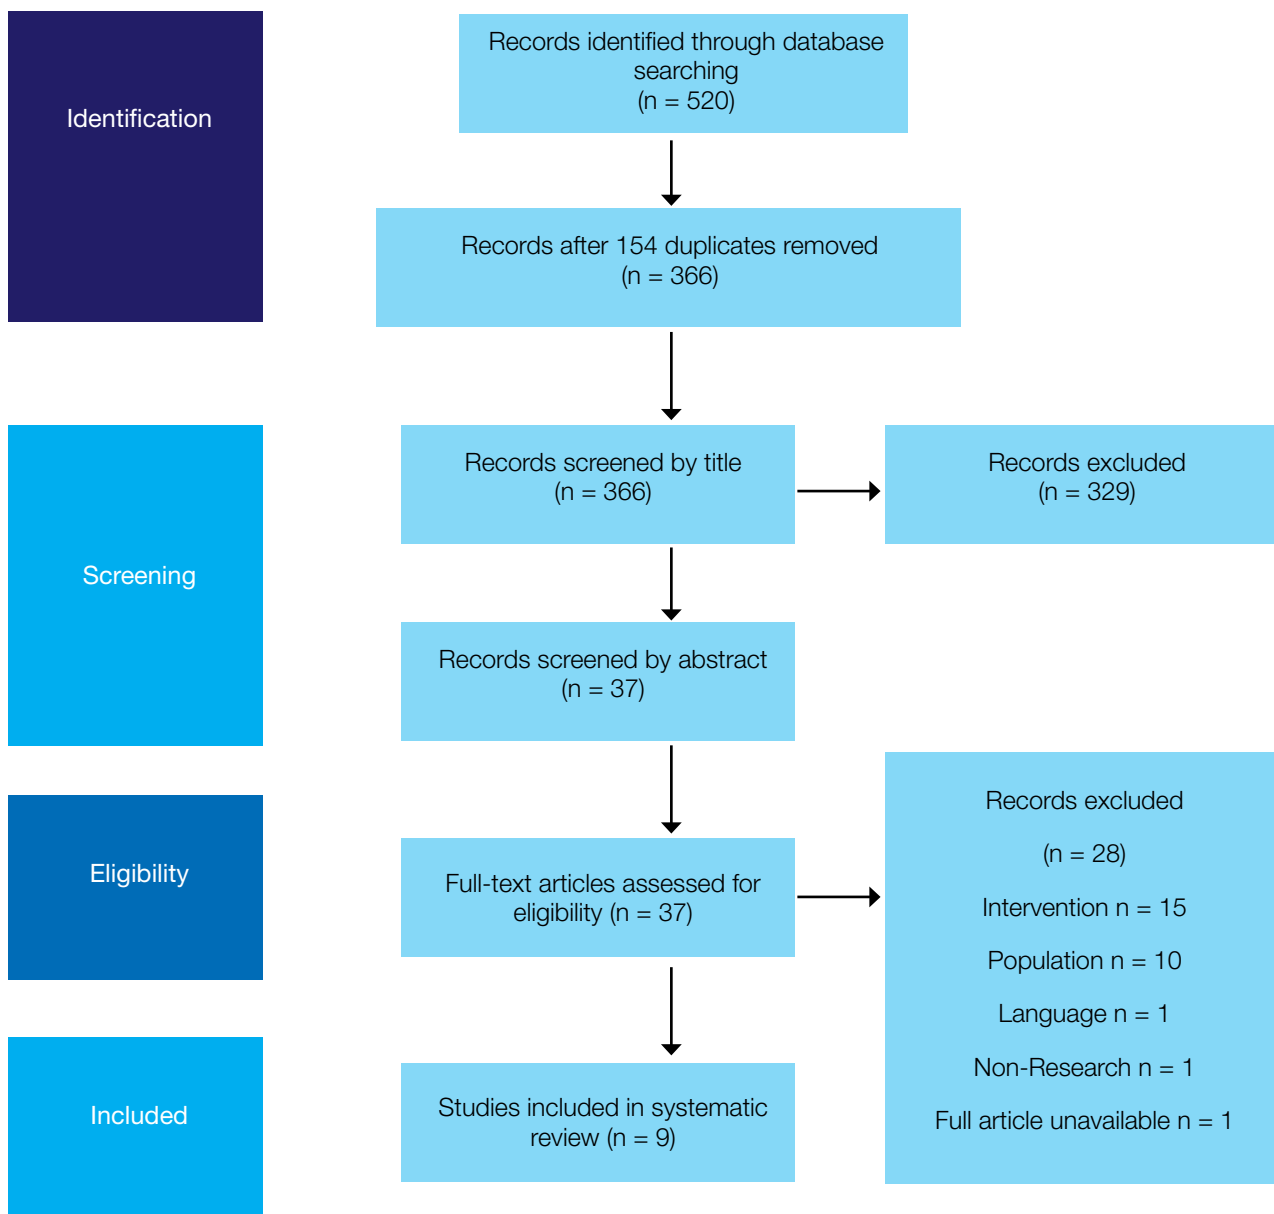 Identification
Records identified through database
searching
(n = 520)
Records after 154 duplicates removed
(n = 366)
Screening
Records screened by title
(n = 366)
Records excluded
(n = 329)
Records screened by abstract
(n = 37)
Eligibility
Full-text articles assessed for
eligibility (n = 37)
Records excluded
(n = 28)
Intervention n = 15
Population n = 10
Language n = 1
Non-Research n = 1
Full article unavailable n = 1
Included
Studies included in systematic
review (n = 9)